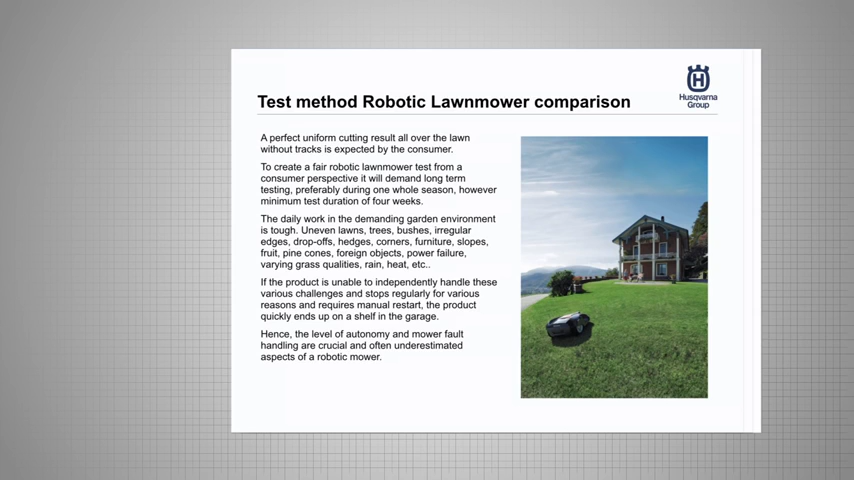 Husqvarna
Group
Test method Robotic Lawnmower comparison
A perfect uniform cutting result all over the lawn
without tracks is expected by the consumer.
To create a fair robotic lawnmower test from a
consumer perspective it will demand long term
testing, preferably during one whole season, however
minimum test duration of four weeks.
The daily work in the demanding garden environment
is tough. Uneven lawns, trees, bushes, irregular
edges, drop-offs, hedges, corners, furniture, slopes,
fruit, pine cones, foreign objects, power failure,
varying grass qualities, rain, heat, etc..
If the product is unable to independently handle these
various challenges and stops regularly for various
reasons and requires manual restart, the product
quickly ends up on a shelf in the garage.
Hence, the level of autonomy and mower fault
handling are crucial and often underestimated
aspects of a robotic mower.